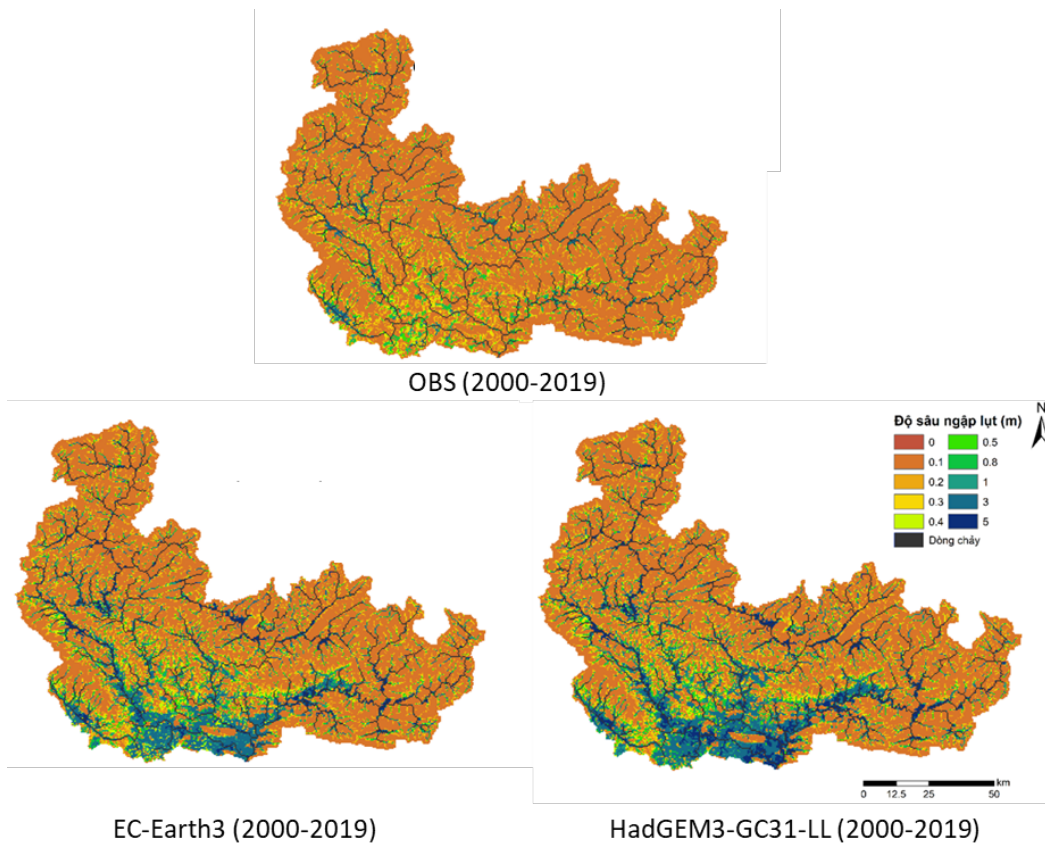 OBS (2000-2019)
N
Độ sâu ngập lụt (m)
0 0.5
0.1 0.8
0.2 1
0.3 3
0.4 5
Dòng chảy
km
0 12.5 25 50
EC-Earth3 (2000-2019) HadGEM3-GC31-LL (2000-2019)